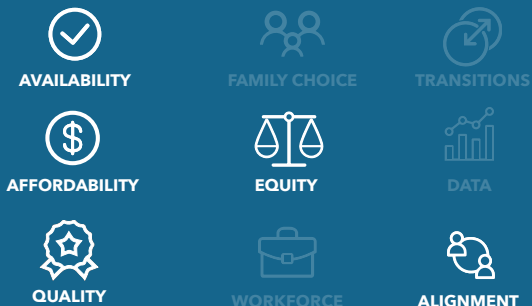 AVAILABILITY
FAMILY CHOICE
TRANSITIONS
$
AFFORDABILITY
EQUITY
DATA
QUALITY
WORKFORCE
ALIGNMENT